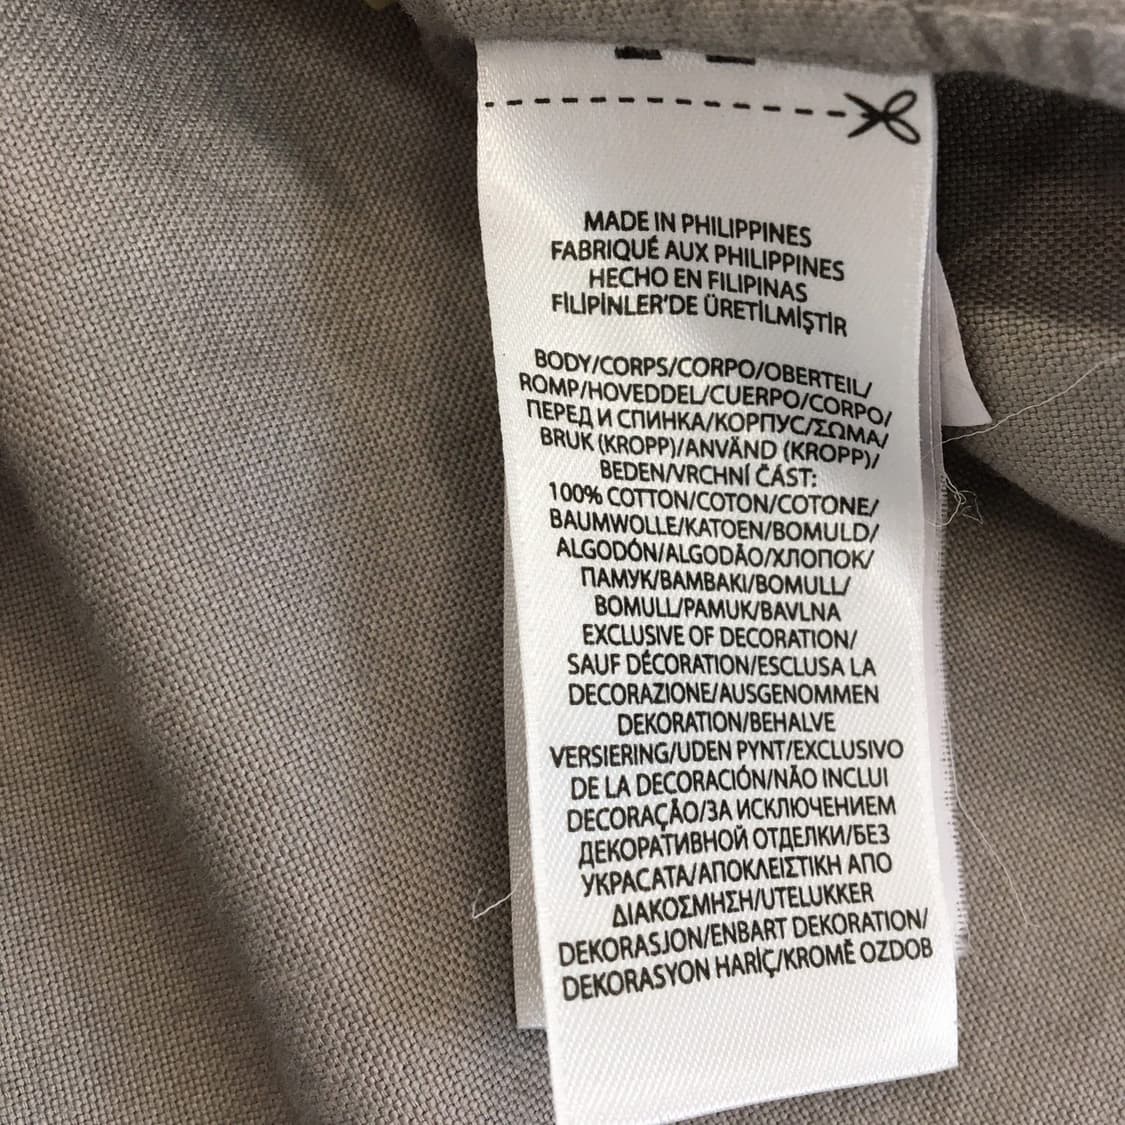 MADE IN PHILIPPINES
FABRIQUÉ AUX PHILIPPINES
HECHO EN FILIPINAS
FİLİPİNLER'DE ÜRETİLMİŞTİR
BODY/CORPS/CORPO/OBERTEIL/
ROMP/HOVEDDEL/CUERPO/CORPO/
ПЕРЕД И СПИНКА/КОРПУС/ΣΩΜΑ/
BRUK (KROPP)/ANVÄND (KROPP)/
BEDEN/VRCHNÍ ČÁST:
100% COTTON/COTON/COTONE/
BAUMWOLLE/KATOEN/BOMULD/
ALGODÓN/ALGODÃO/ХЛОПОК/
ПАМУК/ΒΑΜΒΑΚΙ/BOMULL/
BOMULL/PAMUK/BAVLNA
EXCLUSIVE OF DECORATION/
SAUF DÉCORATION/ESCLUSA LA
DECORAZIONE/AUSGENOMMEN
DEKORATION/BEHALVE
VERSIERING/UDEN PYNT/EXCLUSIVO
DE LA DECORACIÓN/NÃO INCLUI
DECORAÇÃO/ЗА ИСКЛЮЧЕНИЕМ
ДЕКОРАТИВНОЙ ОТДЕЛКИ/БЕЗ
УКРАСАТА/ΑΠΟΚΛΕΙΣΤΙΚΗ ΑΠΟ
ΔΙΑΚΟΣΜΗΣΗ/UTELUKKER
DEKORASJON/ENBART DEKORATION/
DEKORASYON HARİÇ/KROMĚ OZDOB